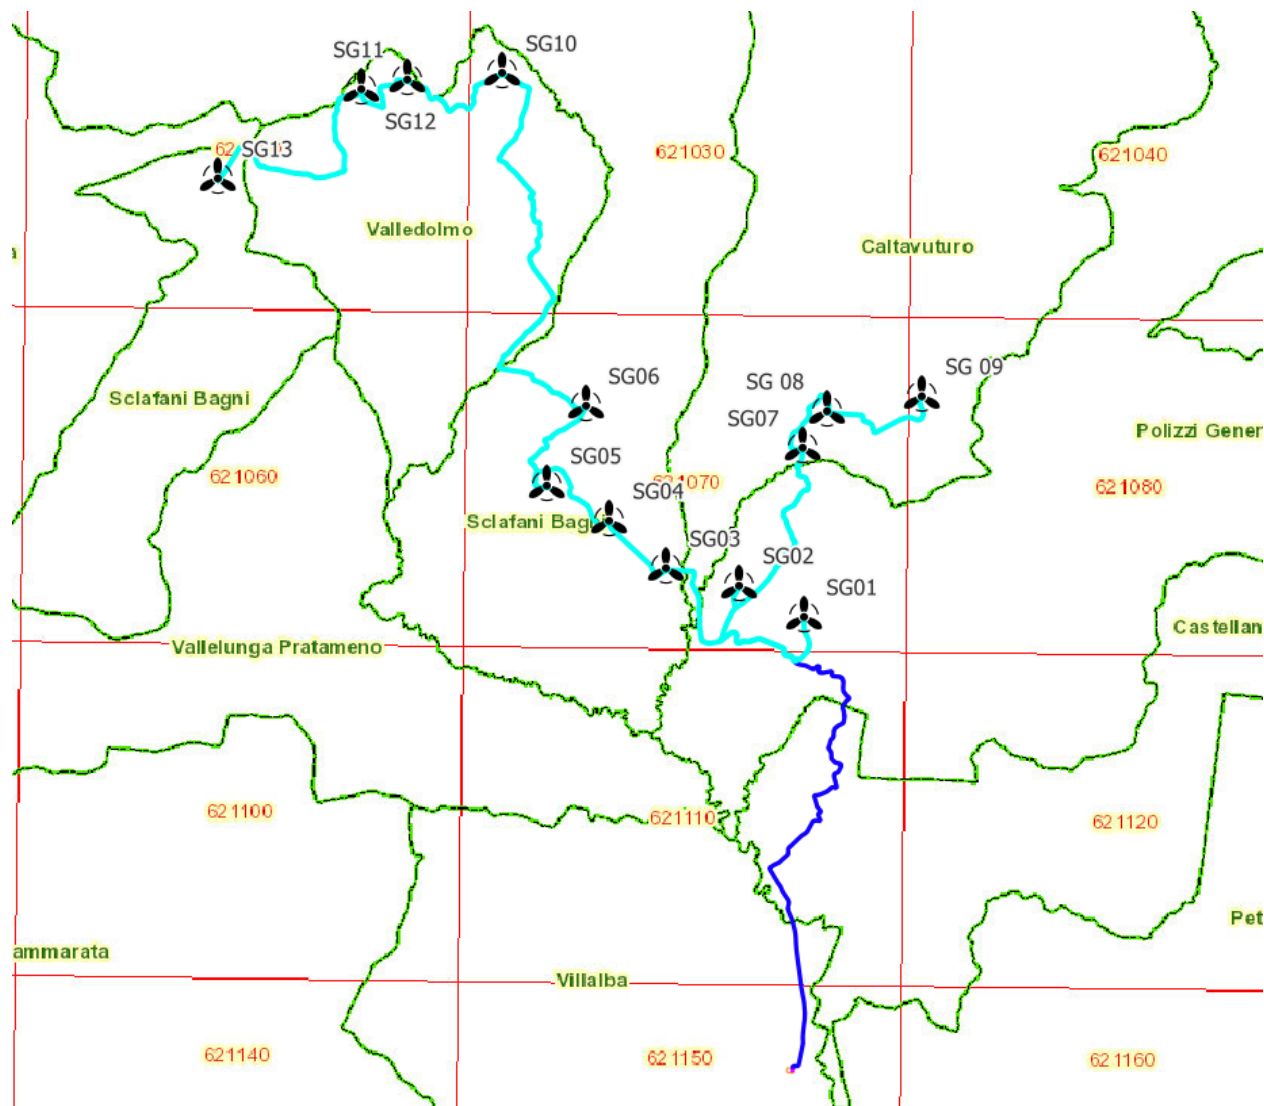 SG10
SG11
SG12
SG13
621030
621040
Valledolmo
Caltavuturo
SG06
SG 08
SG 09
Sclafani Bagni
SG07
Polizzi Gener
SG05
621060
621070
621080
SG04
Sclafani Bagni
SG03
SG02
SG01
Castellan
Vallelunga Pratameno
621100
621110
621120
Pet
ammarata
Villalba
621140
621150
621160